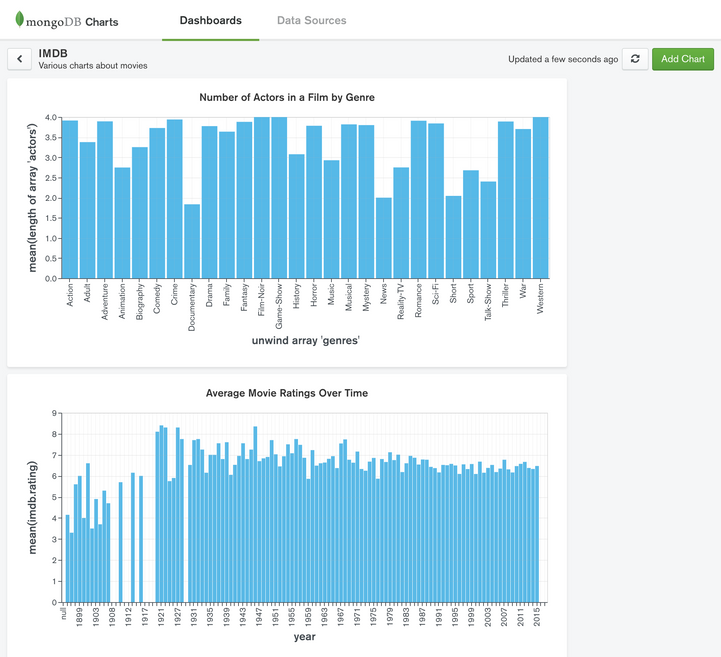 mongoDB Charts
Dashboards
Data Sources
IMDB
Various charts about movies
Updated a few seconds ago
Add Chart
Number of Actors in a Film by Genre
mean(length of array 'actors')
4.0
3.5
3.0
2.5
2.0
1.5
1.0
0.5
0.0
Action
Adult
Adventure
Animation
Biography
Comedy
Crime
Documentary
Drama
Family
Fantasy
Film-Noir
Game-Show
History
Horror
Music
Musical
Mystery
News
Reality-TV
Romance
Sci-Fi
Short
Sport
Talk-Show
Thriller
War
Western
unwind array 'genres'
Average Movie Ratings Over Time
mean(imdb.rating)
9
8
7
6
5
4
3
2
1
0
null
1899
1903
1908
1912
1917
1921
1927
1931
1935
1939
1943
1947
1951
1955
1959
1963
1967
1971
1975
1979
1983
1987
1991
1995
1999
2003
2007
2011
2015
year